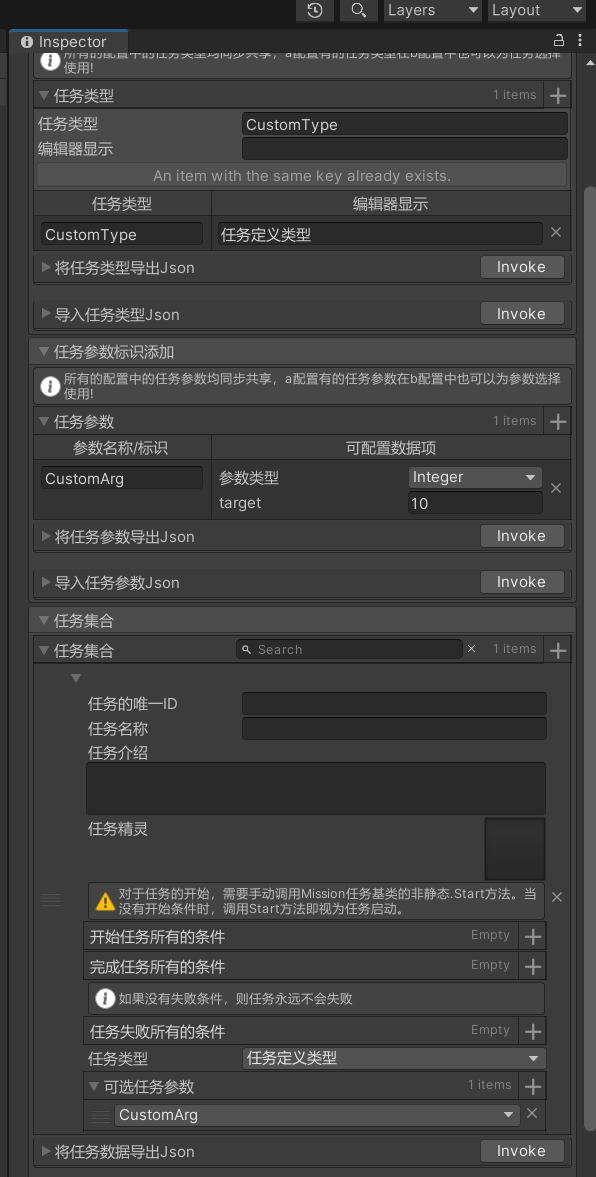 Layers
Layout
Inspector
所有的配置中的任务类型均同步共享，a配置有的任务类型在b配置中也可以为任务选择
使用!
任务类型
1 items
任务类型
CustomType
编辑器显示
An item with the same key already exists.
任务类型
编辑器显示
CustomType
任务定义类型
将任务类型导出Json
Invoke
导入任务类型Json
Invoke
任务参数标识添加
所有的配置中的任务参数均同步共享，a配置有的任务参数在b配置中也可以为参数选择
使用!
任务参数
1 items
参数名称/标识
可配置数据项
CustomArg
参数类型
Integer
target
10
将任务参数导出Json
Invoke
导入任务参数Json
Invoke
任务集合
任务集合
Search
1 items
任务的唯一ID
任务名称
任务介绍
任务精灵
对于任务的开始，需要手动调用Mission任务基类的非静态.Start方法。当
没有开始条件时，调用Start方法即视为任务启动。
开始任务所有的条件
Empty
完成任务所有的条件
Empty
如果没有失败条件，则任务永远不会失败
任务失败所有的条件
Empty
任务类型
任务定义类型
可选任务参数
1 items
CustomArg
将任务数据导出Json
Invoke